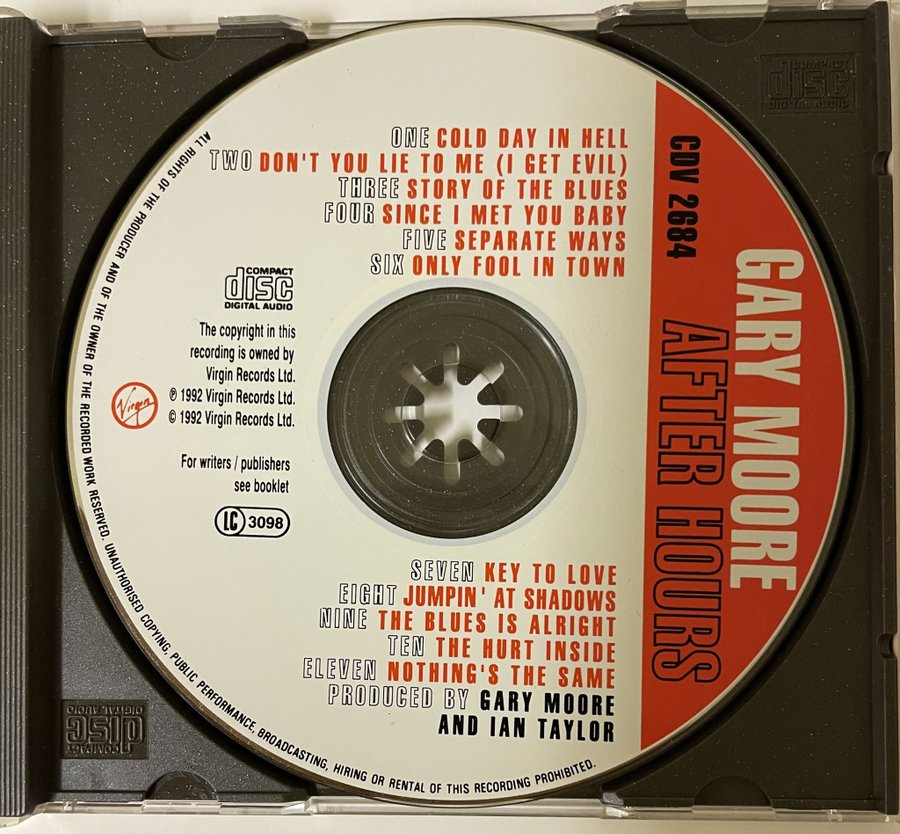 ONE COLD DAY IN HELL
TWO DON'T YOU LIE TO ME (I GET EVIL)
THREE STORY OF THE BLUES
FOUR SINCE I MET YOU BABY
FIVE SEPARATE WAYS
SIX ONLY FOOL IN TOWN
COMPACT
disc
DIGITAL AUDIO
The copyright in this
recording is owned by
Virgin Records Ltd.
℗ 1992 Virgin Records Ltd.
© 1992 Virgin Records Ltd.
Virgin
For writers / publishers
see booklet
LC 3098
SEVEN KEY TO LOVE
EIGHT JUMPIN' AT SHADOWS
NINE THE BLUES IS ALRIGHT
TEN THE HURT INSIDE
ELEVEN NOTHING'S THE SAME
PRODUCED BY GARY MOORE
AND IAN TAYLOR
CDV 2684
GARY MOORE
AFTER HOURS
ALL RIGHTS OF THE PRODUCER AND OF THE OWNER OF THE RECORDED WORK RESERVED. UNAUTHORISED COPYING, PUBLIC PERFORMANCE, BROADCASTING, HIRING OR RENTAL OF THIS RECORDING PROHIBITED.
COMPACT
disc
DIGITAL AUDIO
COMPACT
disc
DIGITAL AUDIO